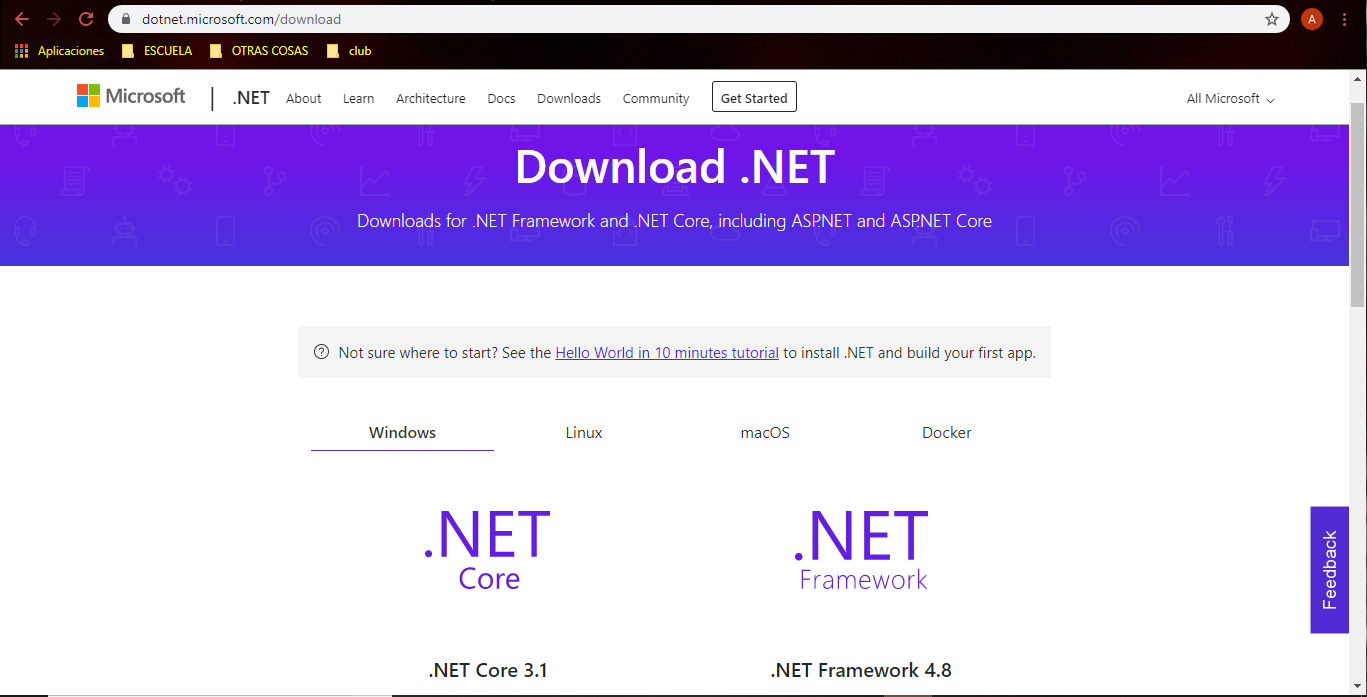 dotnet.microsoft.com/download
A
Aplicaciones ESCUELA OTRAS COSAS club
Microsoft .NET About Learn Architecture Docs Downloads Community Get Started All Microsoft
Download .NET
Downloads for .NET Framework and .NET Core, including ASP.NET and ASP.NET Core
Not sure where to start? See the Hello World in 10 minutes tutorial to install .NET and build your first app.
Windows Linux macOS Docker
.NET
Core
.NET
Framework
Feedback
.NET Core 3.1 .NET Framework 4.8